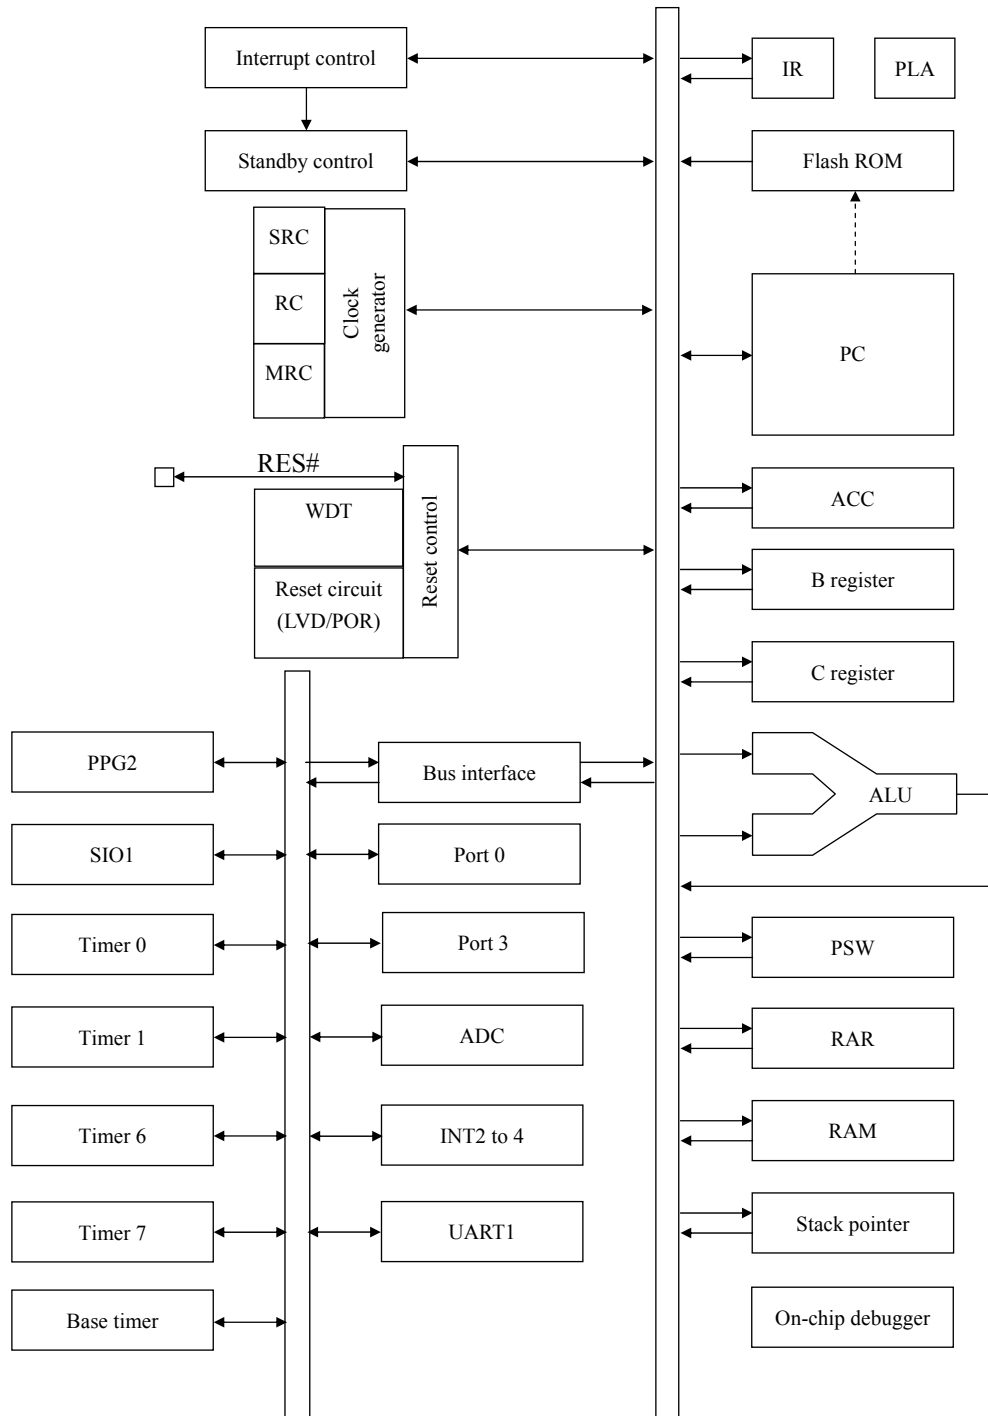 Interrupt control
IR
PLA
Standby control
Flash ROM
SRC
RC
MRC
Clock
generator
PC
RES#
WDT
Reset circuit
(LVD/POR)
Reset control
ACC
B register
C register
PPG2
Bus interface
ALU
SIO1
Port 0
Timer 0
Port 3
PSW
Timer 1
ADC
RAR
Timer 6
INT2 to 4
RAM
Timer 7
UART1
Stack pointer
Base timer
On-chip debugger